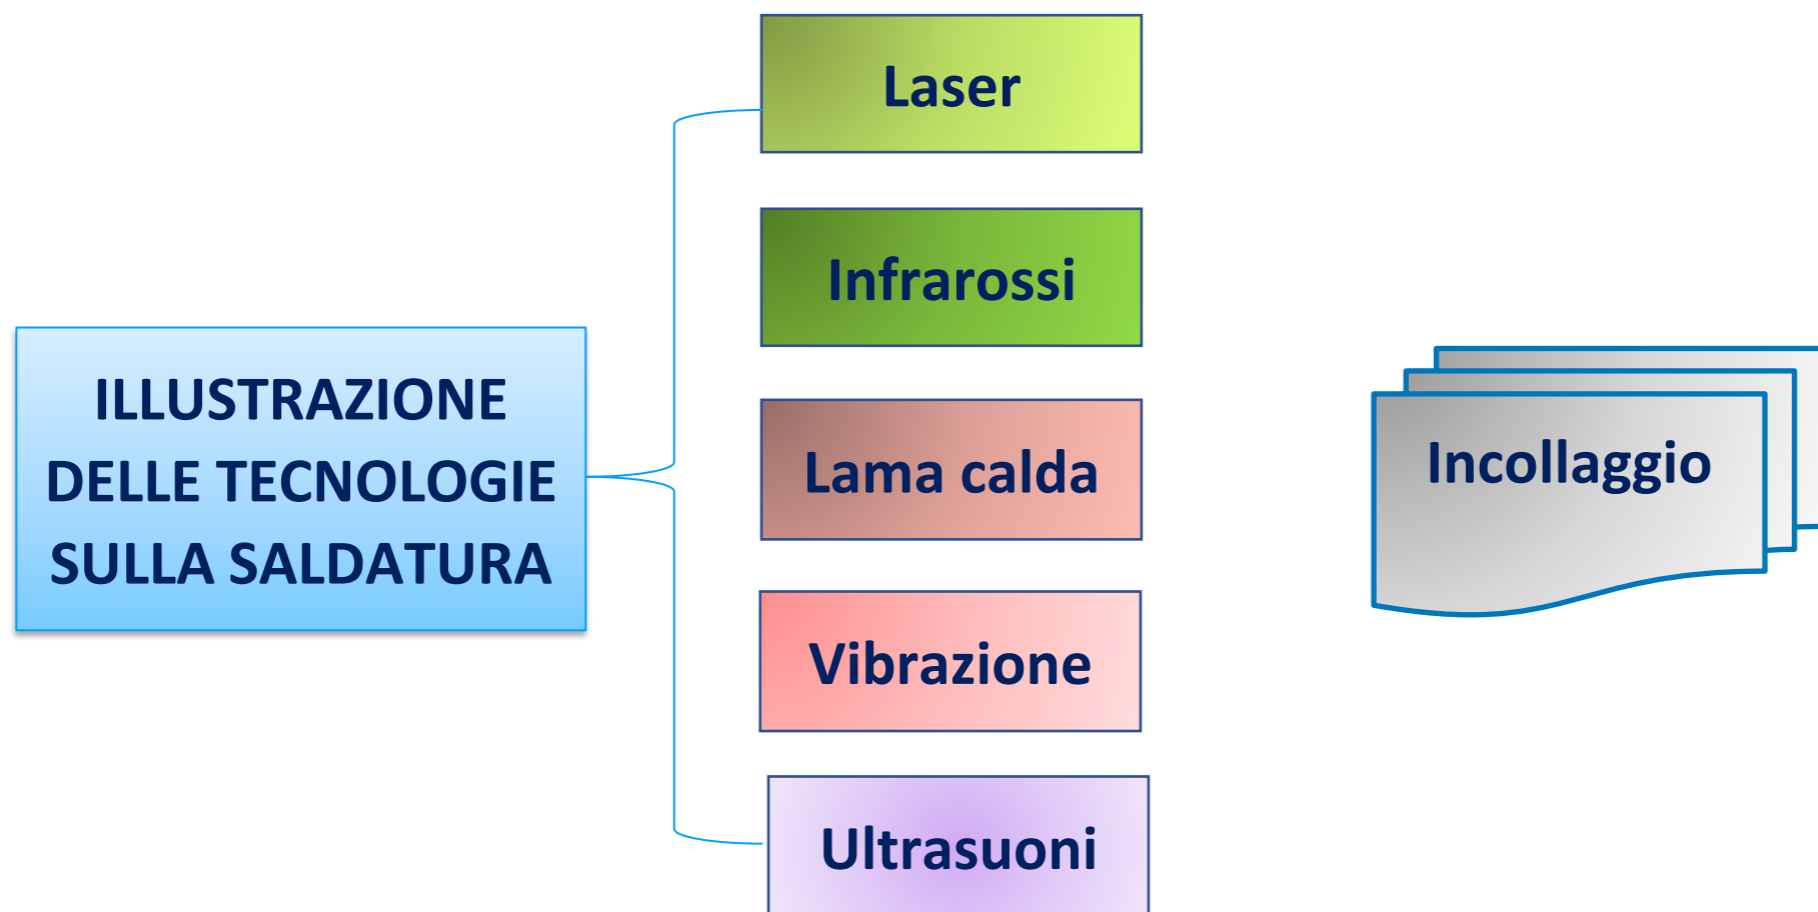 ILLUSTRAZIONE
DELLE TECNOLOGIE
SULLA SALDATURA
Laser
Infrarossi
Lama calda
Vibrazione
Ultrasuoni
Incollaggio